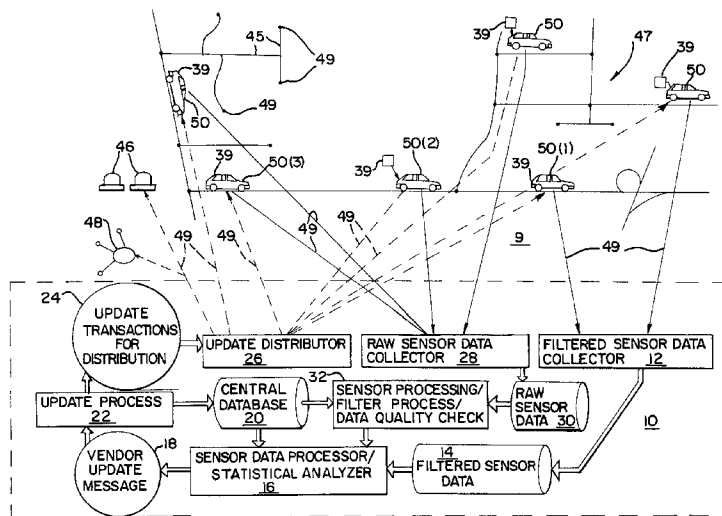 39
50
45
49
47
39
50
39
49
50
49
46
39
50(3)
39
50(2)
39
50(1)
48
49
49
49
49
49
9
49
24
UPDATE
TRANSACTIONS
FOR
DISTRIBUTION
UPDATE DISTRIBUTOR
26
RAW SENSOR DATA
COLLECTOR 28
FILTERED SENSOR DATA
COLLECTOR 12
32
UPDATE PROCESS
22
CENTRAL
DATABASE
20
SENSOR PROCESSING/
FILTER PROCESS/
DATA QUALITY CHECK
RAW
SENSOR
DATA 30
10
18
VENDOR
UPDATE
MESSAGE
SENSOR DATA PROCESSOR/
STATISTICAL ANALYZER
16
14
FILTERED SENSOR
DATA